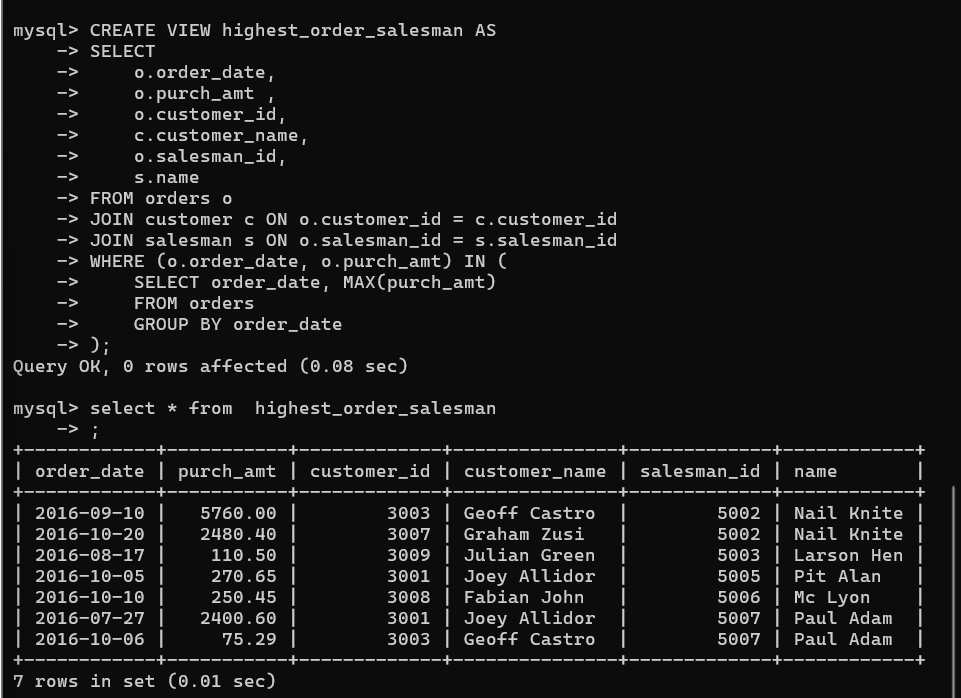 mysql> CREATE VIEW highest_order_salesman AS
    -> SELECT
    ->     o.order_date,
    ->     o.purch_amt ,
    ->     o.customer_id,
    ->     c.customer_name,
    ->     o.salesman_id,
    ->     s.name
    -> FROM orders o
    -> JOIN customer c ON o.customer_id = c.customer_id
    -> JOIN salesman s ON o.salesman_id = s.salesman_id
    -> WHERE (o.order_date, o.purch_amt) IN (
    ->     SELECT order_date, MAX(purch_amt)
    ->     FROM orders
    ->     GROUP BY order_date
    -> );
Query OK, 0 rows affected (0.08 sec)

mysql> select * from  highest_order_salesman
    -> ;
+------------+-----------+-------------+---------------+-------------+------------+
| order_date | purch_amt | customer_id | customer_name | salesman_id | name       |
+------------+-----------+-------------+---------------+-------------+------------+
| 2016-09-10 |   5760.00 |        3003 | Geoff Castro  |        5002 | Nail Knite |
| 2016-10-20 |   2480.40 |        3007 | Graham Zusi   |        5002 | Nail Knite |
| 2016-08-17 |    110.50 |        3009 | Julian Green  |        5003 | Larson Hen |
| 2016-10-05 |    270.65 |        3001 | Joey Allidor  |        5005 | Pit Alan   |
| 2016-10-10 |    250.45 |        3008 | Fabian John   |        5006 | Mc Lyon    |
| 2016-07-27 |   2400.60 |        3001 | Joey Allidor  |        5007 | Paul Adam  |
| 2016-10-06 |     75.29 |        3003 | Geoff Castro  |        5007 | Paul Adam  |
+------------+-----------+-------------+---------------+-------------+------------+
7 rows in set (0.01 sec)